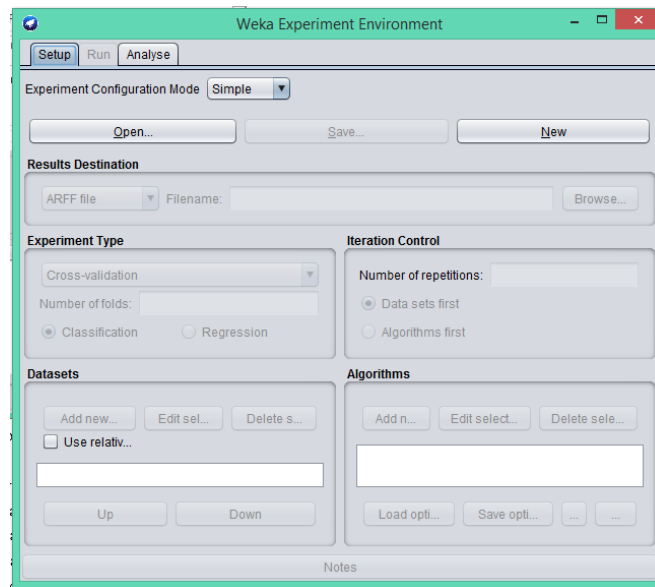 Weka Experiment Environment
Setup Run Analyse
Experiment Configuration Mode Simple
Open... Save... New
Results Destination
ARFF file Filename: Browse...
Experiment Type
Cross-validation
Number of folds:
Classification Regression
Iteration Control
Number of repetitions:
Data sets first
Algorithms first
Datasets
Add new... Edit sel... Delete s...
Use relativ...
Up Down
Algorithms
Add n... Edit select... Delete sele...
Load opti... Save opti... ... ...
Notes